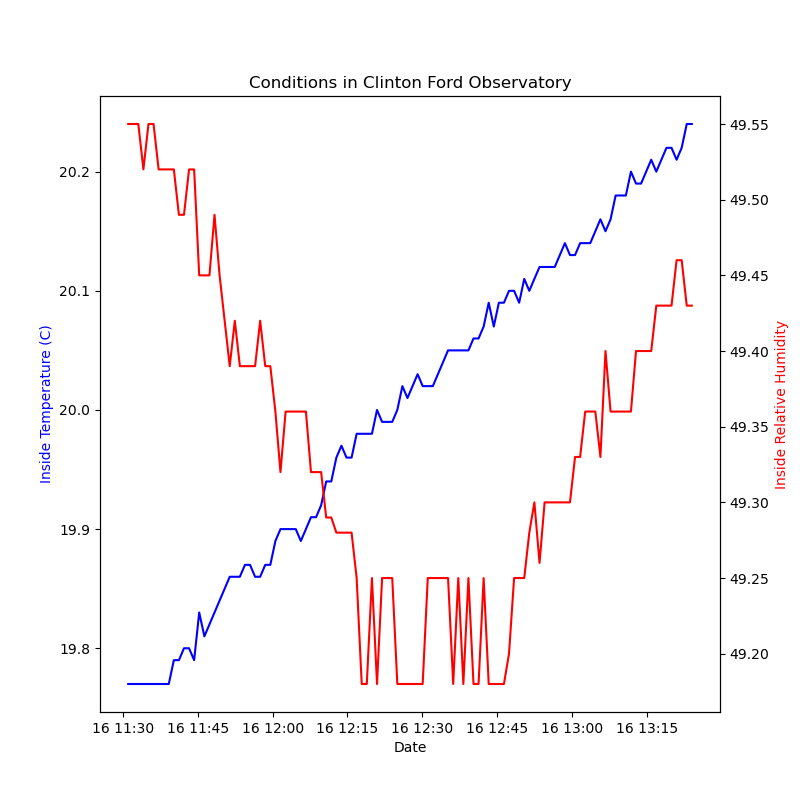 Conditions in Clinton Ford Observatory
20.2
20.1
20.0
19.9
19.8
Inside Temperature (C)
49.55
49.50
49.45
49.40
49.35
49.30
49.25
49.20
Inside Relative Humidity
16 11:30 16 11:45 16 12:00 16 12:15 16 12:30 16 12:45 16 13:00 16 13:15
Date